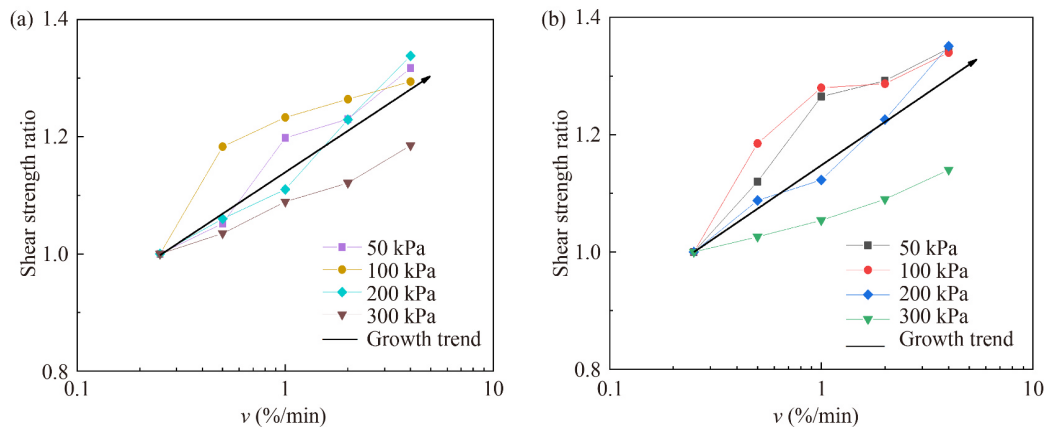 (a)
1.4
1.2
1.0
0.8
Shear strength ratio
50 kPa
100 kPa
200 kPa
300 kPa
Growth trend
0.1
1
10
v (%/min)
(b)
1.4
1.2
1.0
0.8
Shear strength ratio
50 kPa
100 kPa
200 kPa
300 kPa
Growth trend
0.1
1
10
v (%/min)